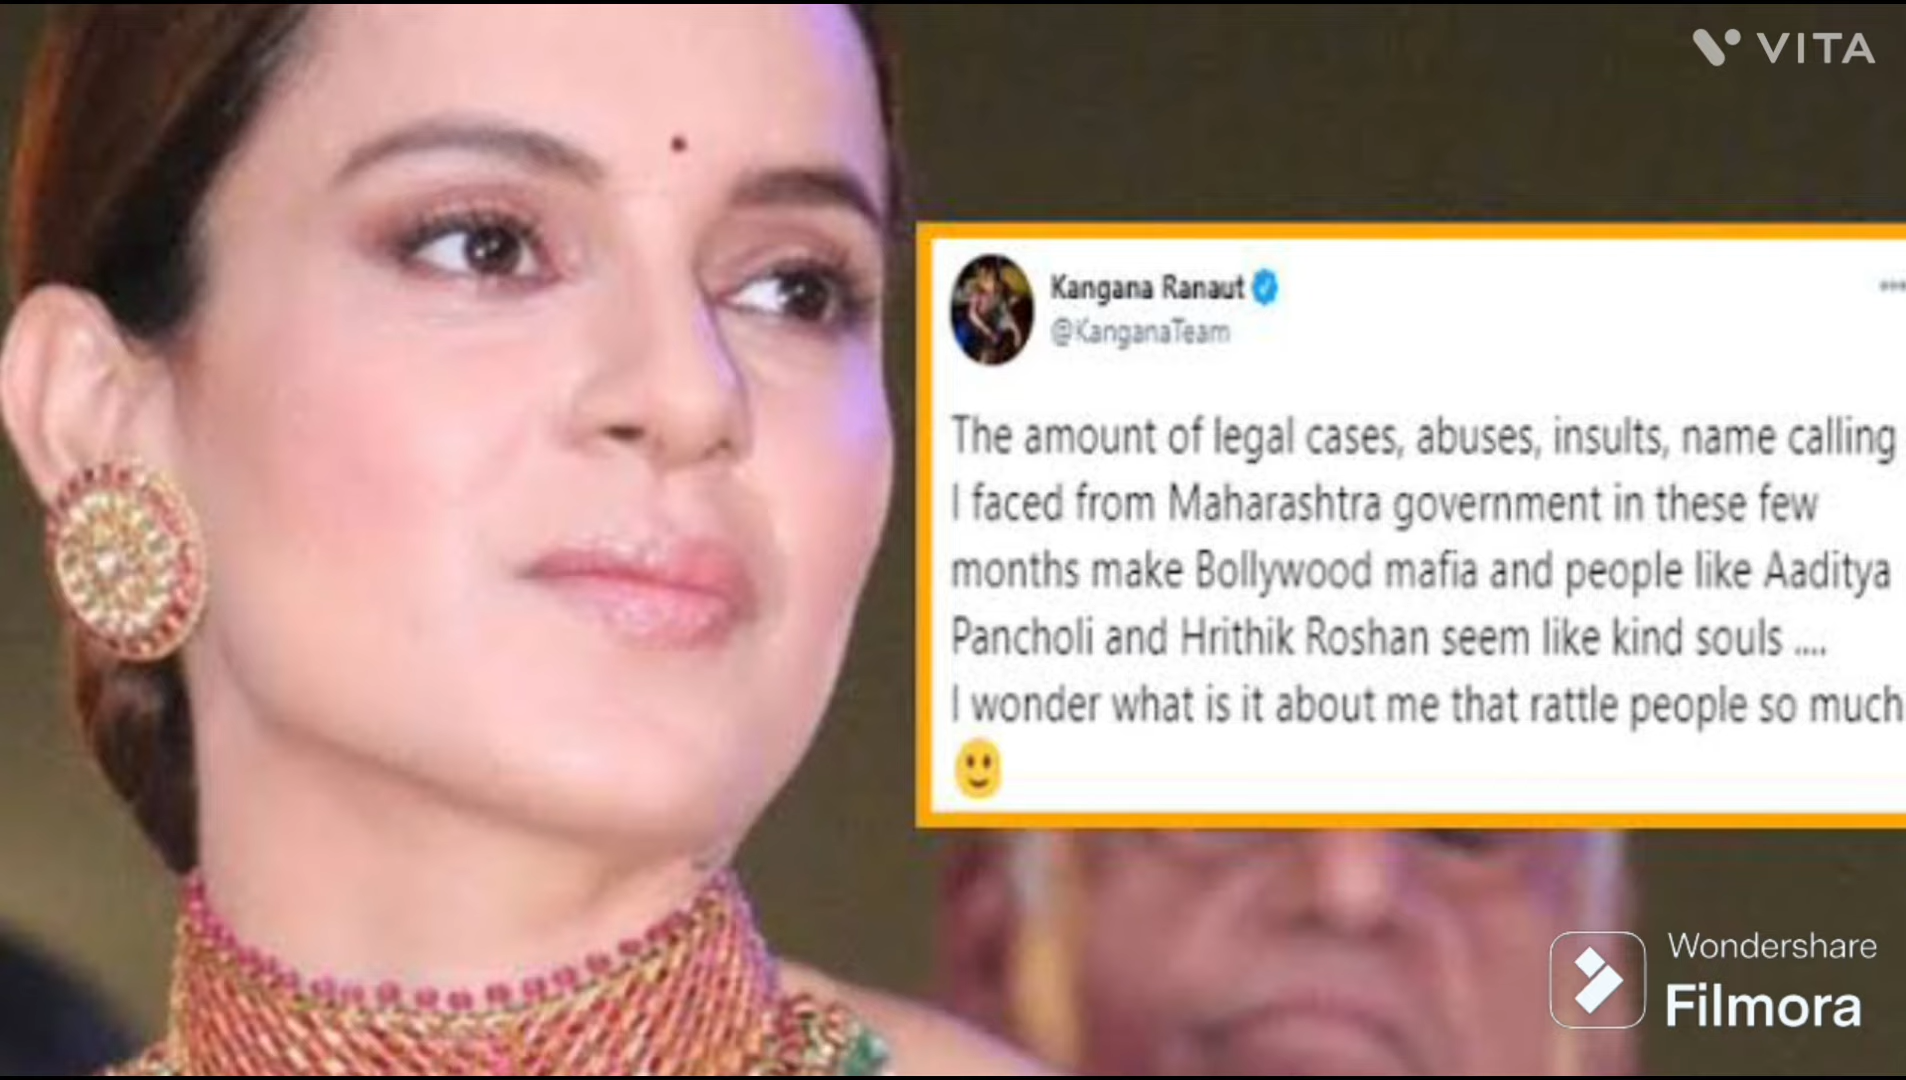 VITA
Kangana Ranaut
@KanganaTeam
The amount of legal cases, abuses, insults, name calling
I faced from Maharashtra government in these few
months make Bollywood mafia and people like Aaditya
Pancholi and Hrithik Roshan seem like kind souls ....
I wonder what is it about me that rattle people so much
Wondershare
Filmora